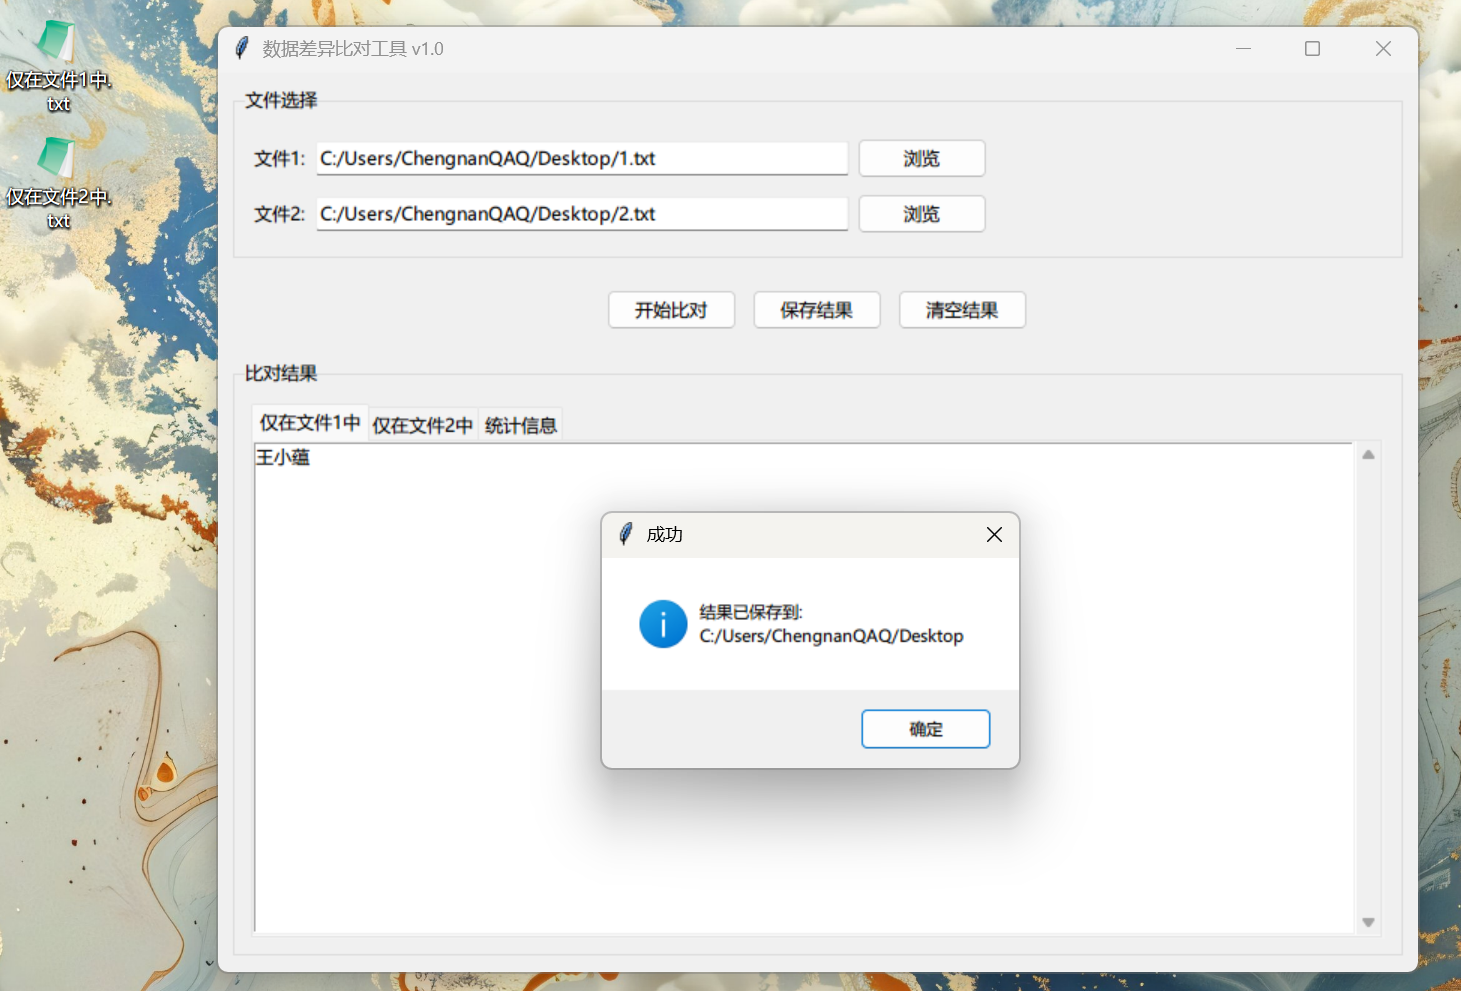 仅在文件1中.
txt
仅在文件2中.
txt
数据差异比对工具 v1.0
文件选择
文件1: C:/Users/ChengnanQAQ/Desktop/1.txt 浏览
文件2: C:/Users/ChengnanQAQ/Desktop/2.txt 浏览
开始比对 保存结果 清空结果
比对结果
仅在文件1中 仅在文件2中 统计信息
王小蕴
成功
结果已保存到:
C:/Users/ChengnanQAQ/Desktop
确定